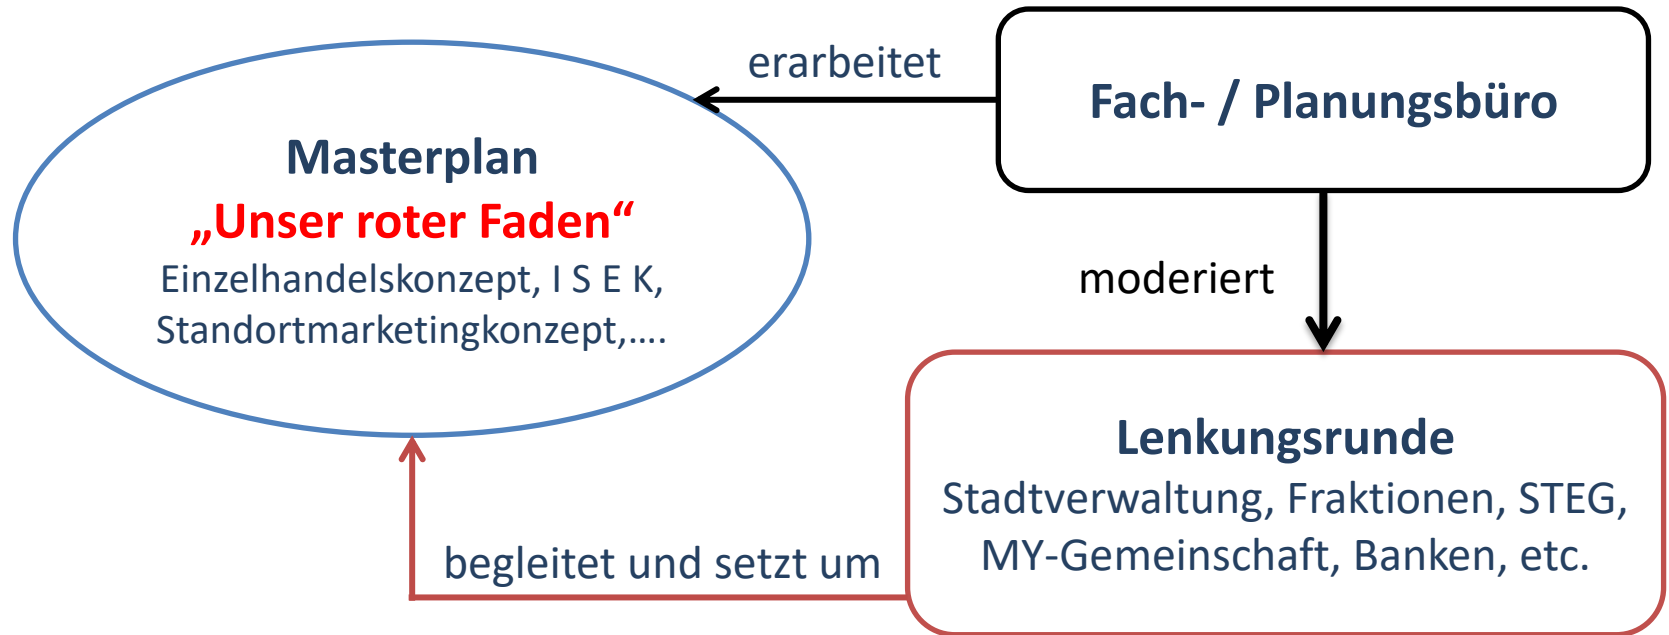 erarbeitet
Fach- / Planungsbüro
Masterplan
„Unser roter Faden“
Einzelhandelskonzept, I S E K,
Standortmarketingkonzept,….
moderiert
Lenkungsrunde
Stadtverwaltung, Fraktionen, STEG,
MY-Gemeinschaft, Banken, etc.
begleitet und setzt um